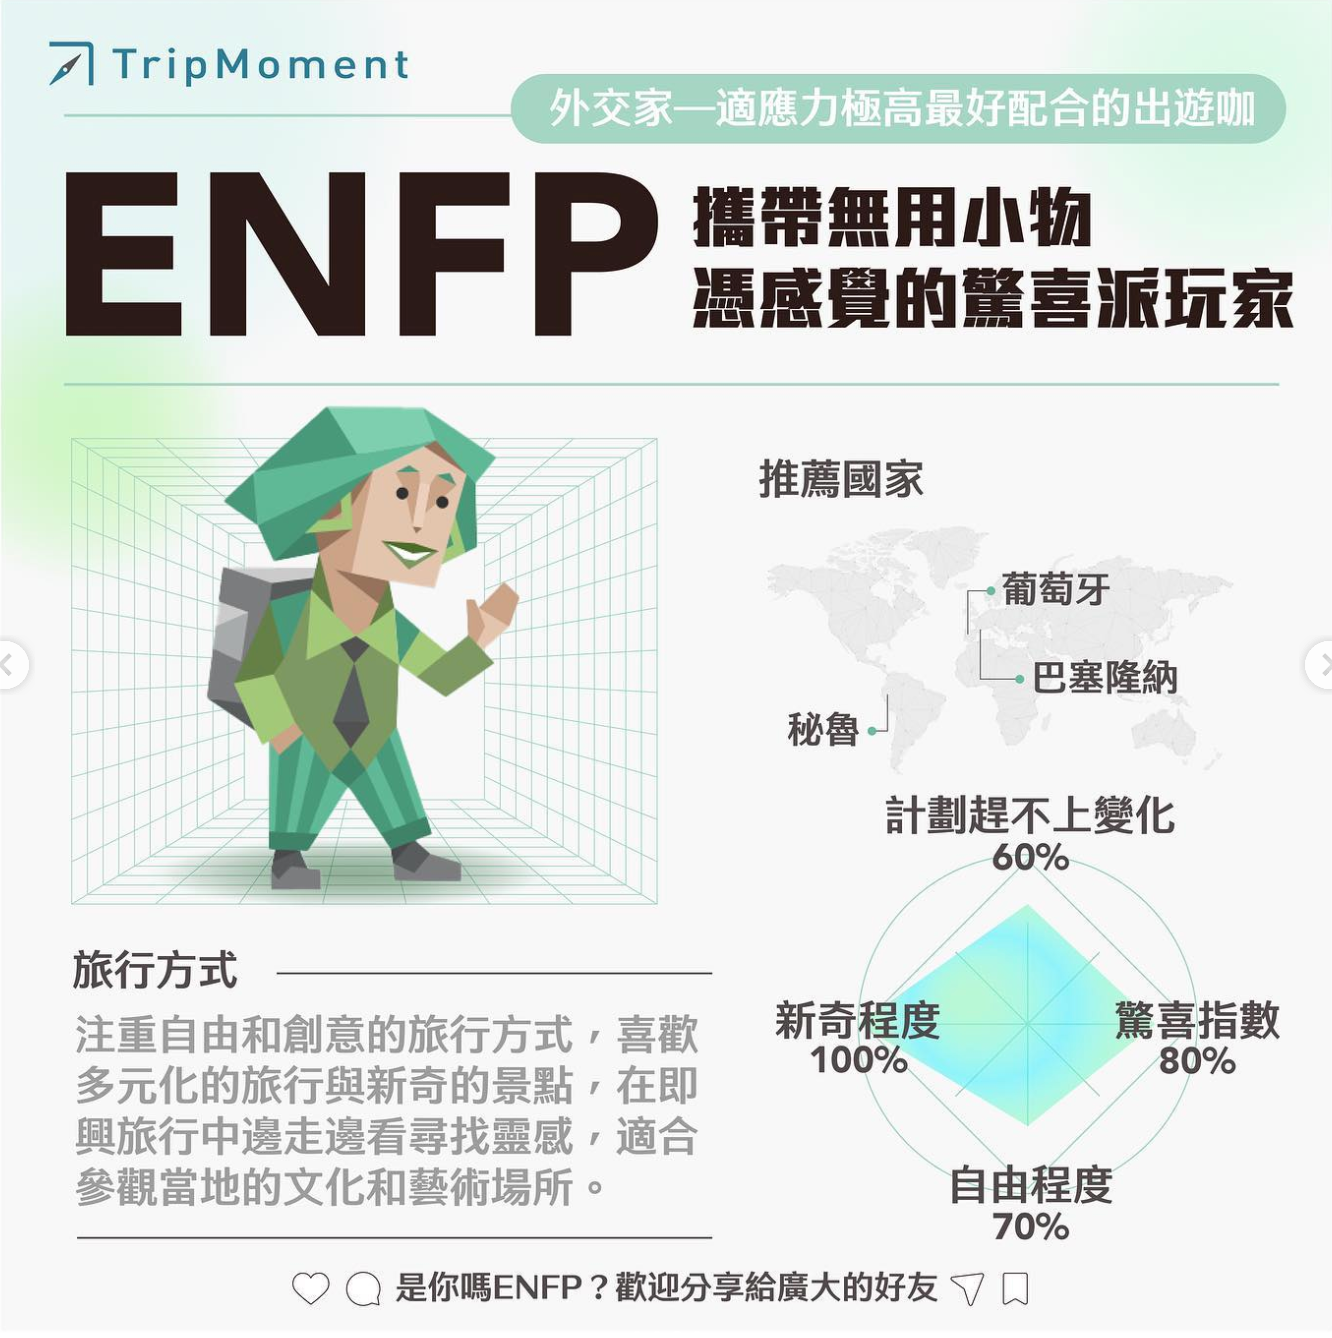 TripMoment
外交家—適應力極高最好配合的出遊咖
ENFP
攜帶無用小物
憑感覺的驚喜派玩家
推薦國家
葡萄牙
巴塞隆納
秘魯
計劃趕不上變化
60%
新奇程度
100%
驚喜指數
80%
自由程度
70%
旅行方式
注重自由和創意的旅行方式，喜歡
多元化的旅行與新奇的景點，在即
興旅行中邊走邊看尋找靈感，適合
參觀當地的文化和藝術場所。
是你嗎ENFP？歡迎分享給廣大的好友